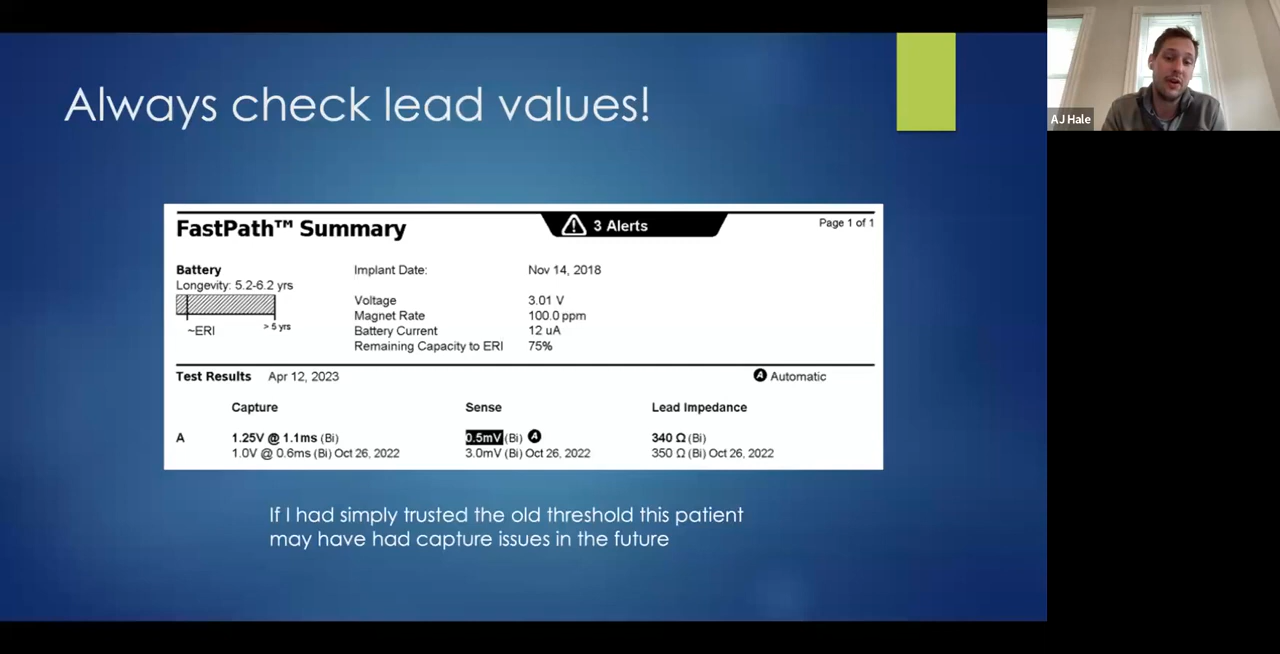 Always check lead values!
AJ Hale
FastPath™ Summary
3 Alerts
Page 1 of 1
Battery
Longevity: 5.2-6.2 yrs
~ERI
> 5 yrs
Implant Date: Nov 14, 2018
Voltage 3.01 V
Magnet Rate 100.0 ppm
Battery Current 12 uA
Remaining Capacity to ERI 75%
Test Results Apr 12, 2023
A Automatic
Capture Sense Lead Impedance
A 1.25V @ 1.1ms (Bi) 0.5mV (Bi) A 340 Ω (Bi)
1.0V @ 0.6ms (Bi) Oct 26, 2022 3.0mV (Bi) Oct 26, 2022 350 Ω (Bi) Oct 26, 2022
If I had simply trusted the old threshold this patient
may have had capture issues in the future